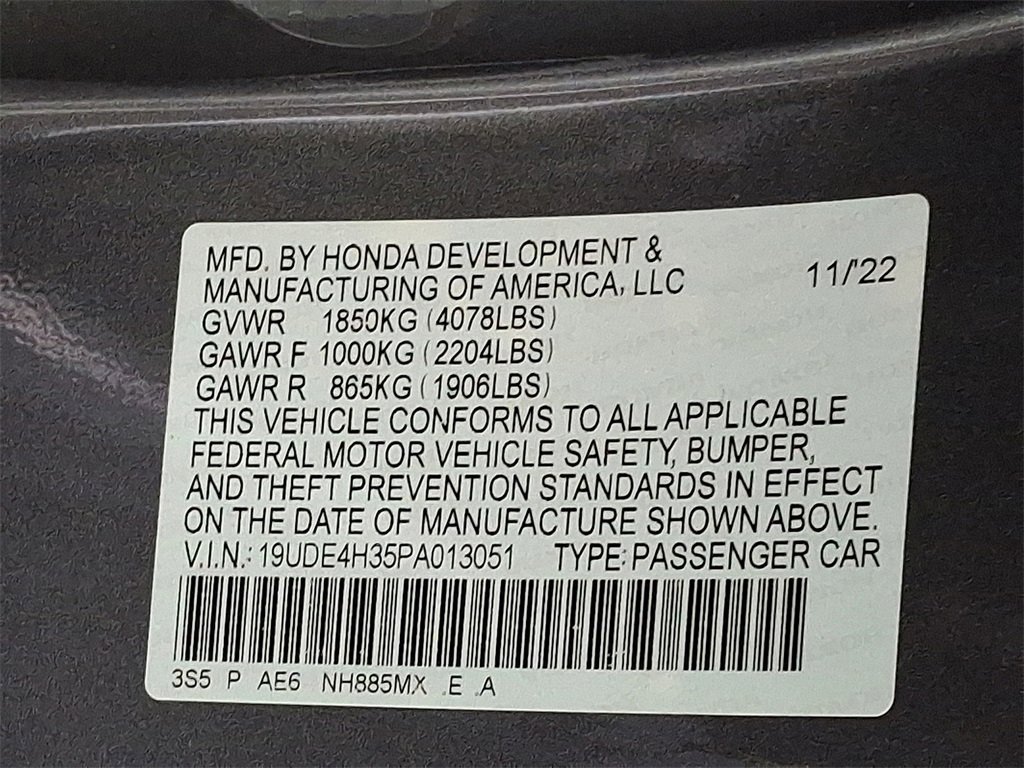 MFD. BY HONDA DEVELOPMENT &
MANUFACTURING OF AMERICA, LLC 11/'22
GVWR 1850KG (4078LBS)
GAWR F 1000KG (2204LBS)
GAWR R 865KG (1906LBS)
THIS VEHICLE CONFORMS TO ALL APPLICABLE
FEDERAL MOTOR VEHICLE SAFETY, BUMPER,
AND THEFT PREVENTION STANDARDS IN EFFECT
ON THE DATE OF MANUFACTURE SHOWN ABOVE.
V.I.N.: 19UDE4H35PA013051 TYPE: PASSENGER CAR
3S5 P AE6 NH885MX .E .A